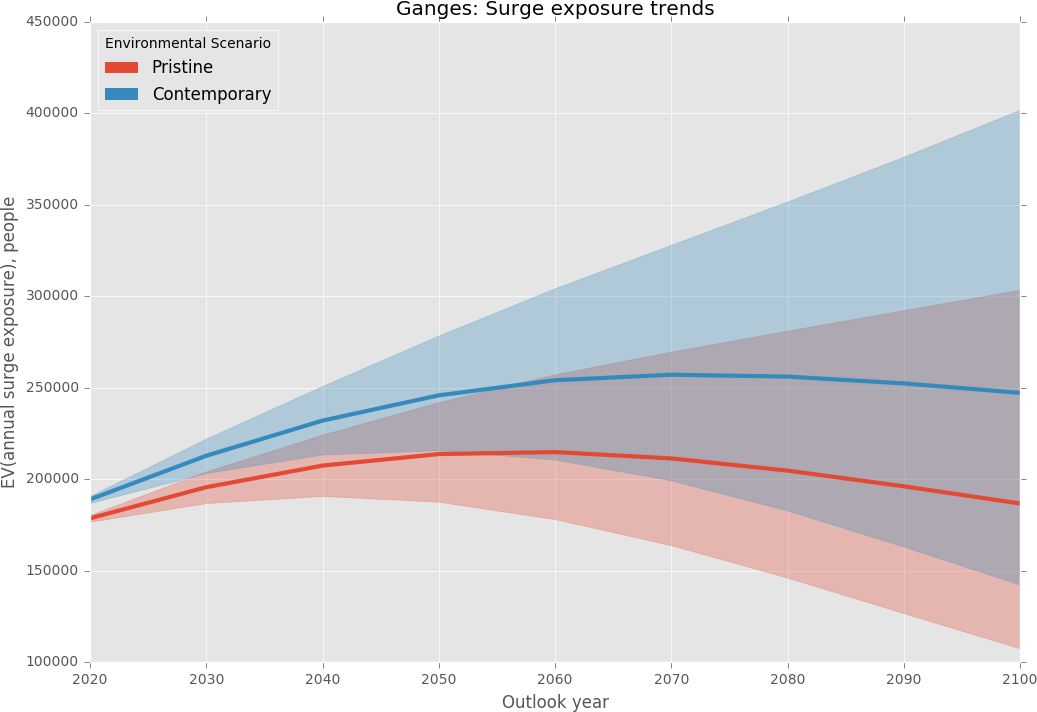 Ganges: Surge exposure trends
450000
400000
350000
300000
250000
200000
150000
100000
EV(annual surge exposure), people
Environmental Scenario
Pristine
Contemporary
2020 2030 2040 2050 2060 2070 2080 2090 2100
Outlook year